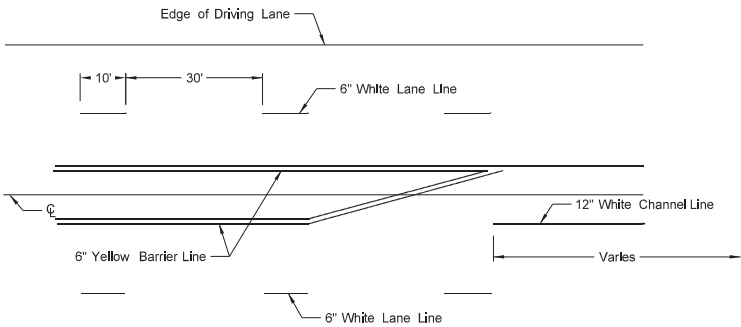 Edge of Driving Lane
10' 30'
6" White Lane Line
℄
12" White Channel Line
6" Yellow Barrier Line
Varies
6" White Lane Line